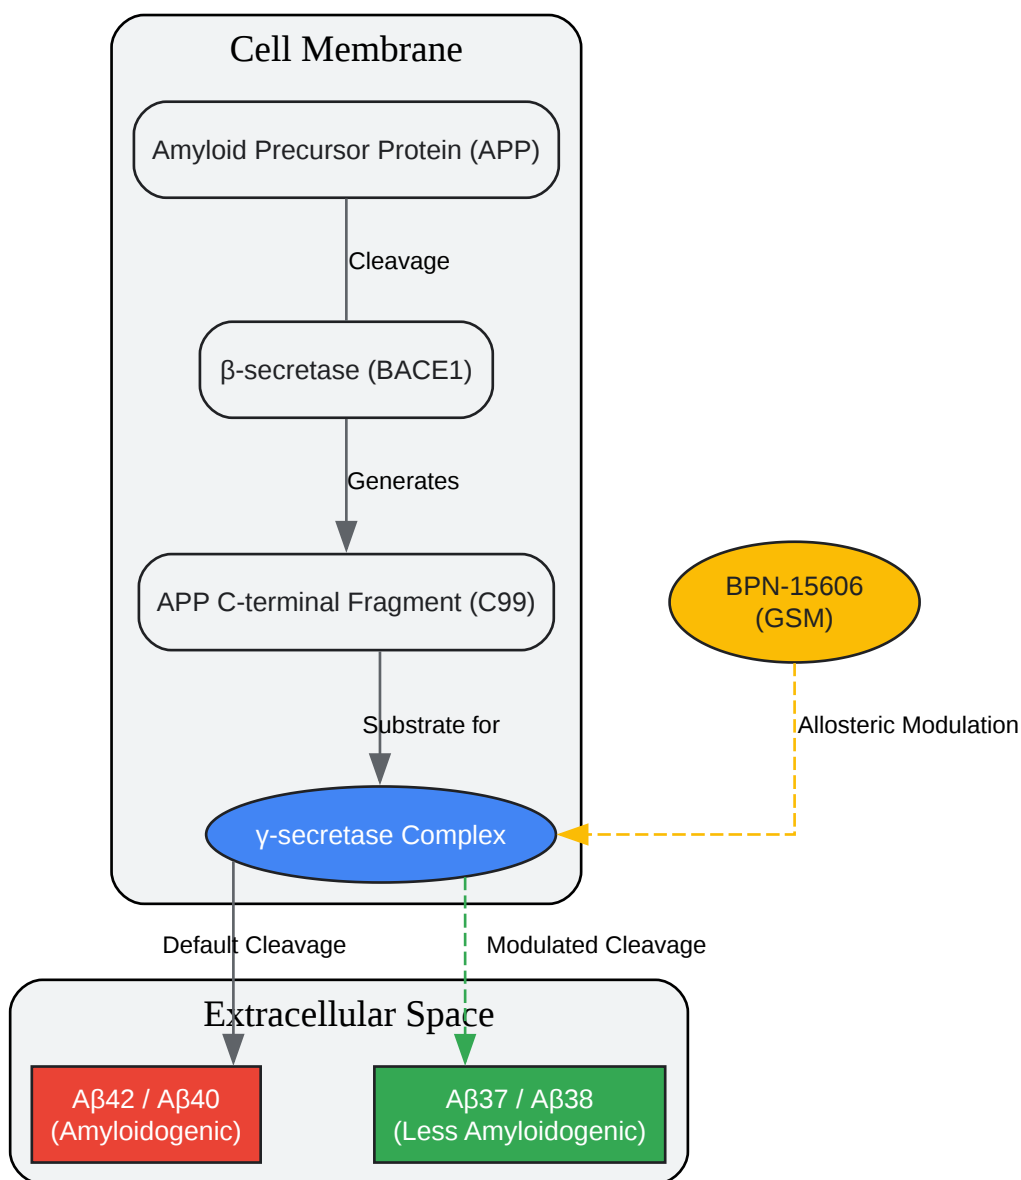 Cell Membrane
Amyloid Precursor Protein (APP)
Cleavage
β-secretase (BACE1)
Generates
APP C-terminal Fragment (C99)
BPN-15606
(GSM)
Substrate for
Allosteric Modulation
γ-secretase Complex
Default Cleavage
Modulated Cleavage
Extracellular Space
Aβ42 / Aβ40
(Amyloidogenic)
Aβ37 / Aβ38
(Less Amyloidogenic)